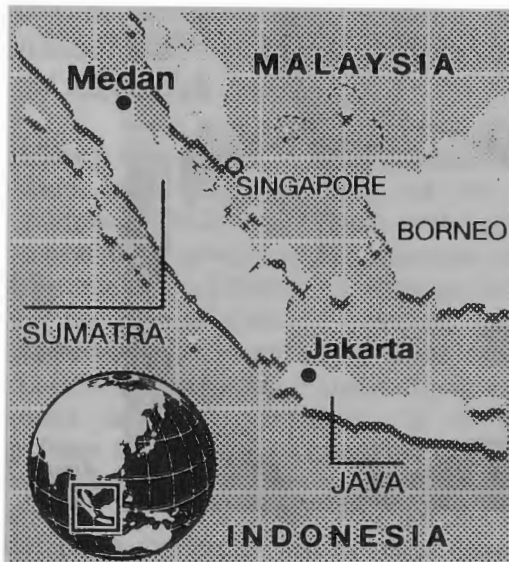 MALAYSIA
Medan
SINGAPORE
BORNEO
SUMATRA
Jakarta
JAVA
INDONESIA